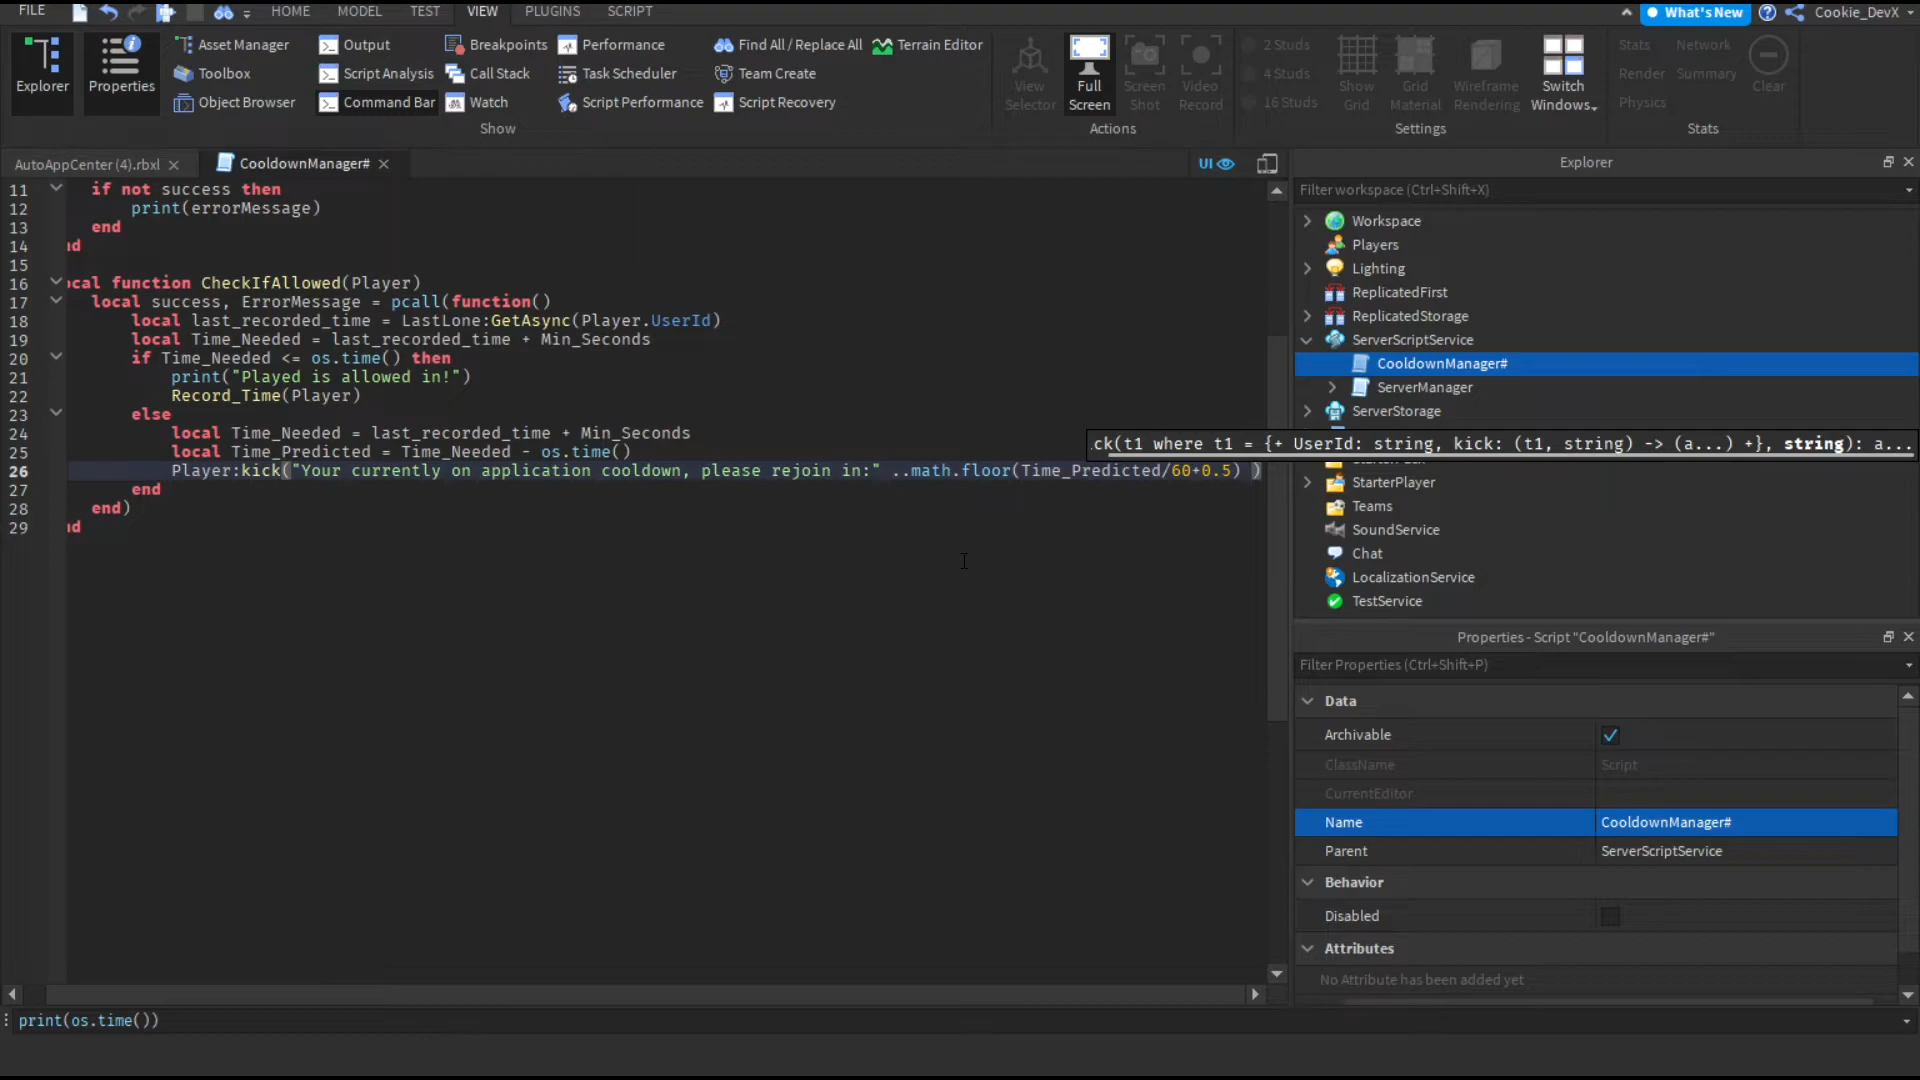 FILE HOME MODEL TEST VIEW PLUGINS SCRIPT What's New Cookie_DevX
Explorer
Properties
Asset Manager
Toolbox
Object Browser
Output
Script Analysis
Command Bar
Breakpoints
Call Stack
Watch
Performance
Task Scheduler
Script Performance
Find All / Replace All
Team Create
Script Recovery
Terrain Editor
Show
View
Selector
Full
Screen
Screen
Shot
Video
Record
Actions
2 Studs
4 Studs
16 Studs
Show
Grid
Grid
Material
Wireframe
Rendering
Switch
Windows
Settings
Stats Network
Render Summary
Physics
Clear
Stats
AutoAppCenter (4).rbxl CooldownManager# UI
11 if not success then
12 print(errorMessage)
13 end
14 nd
15
16 ocal function CheckIfAllowed(Player)
17 local success, ErrorMessage = pcall(function()
18 local last_recorded_time = LastLone:GetAsync(Player.UserId)
19 local Time_Needed = last_recorded_time + Min_Seconds
20 if Time_Needed <= os.time() then
21 print("Played is allowed in!")
22 Record_Time(Player)
23 else
24 local Time_Needed = last_recorded_time + Min_Seconds
25 local Time_Predicted = Time_Needed - os.time()
26 Player:kick("Your currently on application cooldown, please rejoin in:" ..math.floor(Time_Predicted/60+0.5) )
27 end
28 end)
29 nd
ck(t1 where t1 = {+ UserId: string, kick: (t1, string) -> (a...) +}, string): a...
Explorer
Filter workspace (Ctrl+Shift+X)
Workspace
Players
Lighting
ReplicatedFirst
ReplicatedStorage
ServerScriptService
CooldownManager#
ServerManager
ServerStorage
StarterPlayer
Teams
SoundService
Chat
LocalizationService
TestService
Properties - Script "CooldownManager#"
Filter Properties (Ctrl+Shift+P)
Data
Archivable
ClassName Script
CurrentEditor
Name CooldownManager#
Parent ServerScriptService
Behavior
Disabled
Attributes
No Attribute has been added yet
print(os.time())